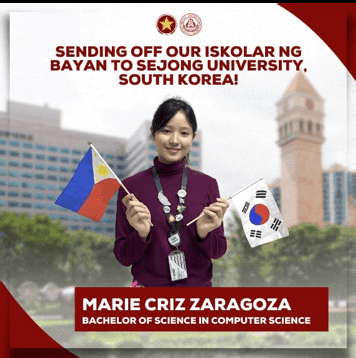 SENDING OFF OUR ISKOLAR NG
BAYAN TO SEJONG UNIVERSITY,
SOUTH KOREA!
MARIE CRIZ ZARAGOZA
BACHELOR OF SCIENCE IN COMPUTER SCIENCE